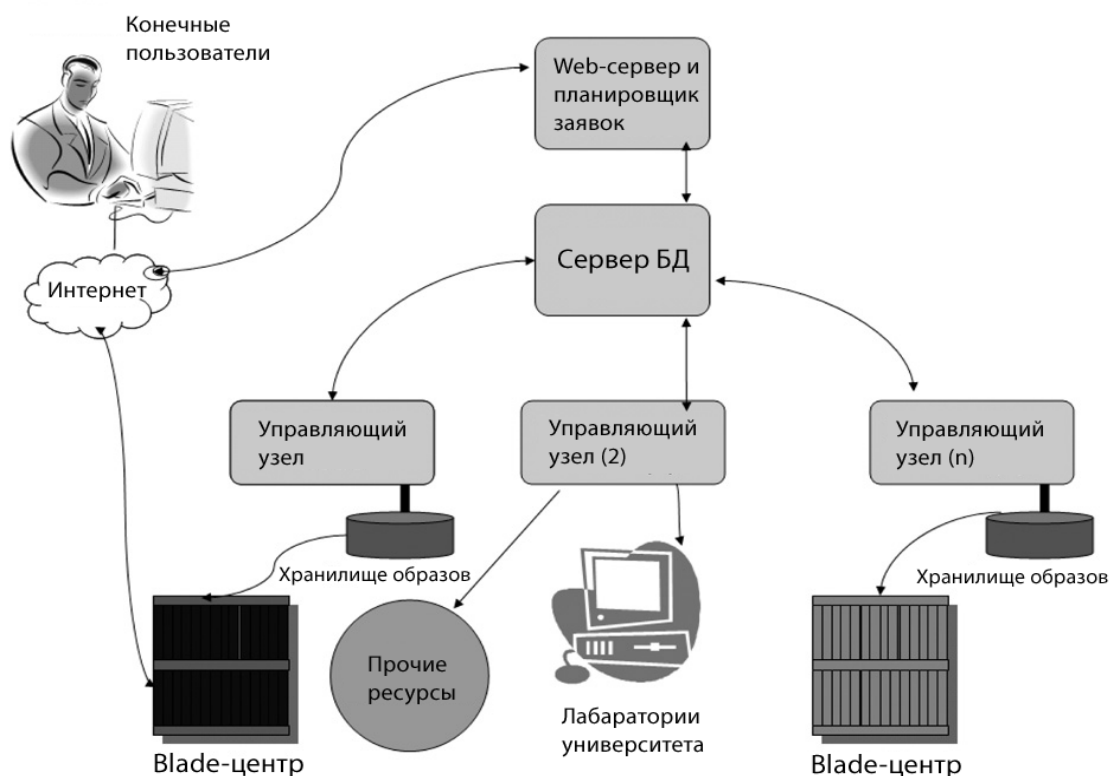 Конечные
пользователи
Web-сервер и
планировщик
заявок
Сервер БД
Интернет
Управляющий
узел
Управляющий
узел (2)
Управляющий
узел (n)
Хранилище образов
Хранилище образов
Прочие
ресурсы
Лабаратории
университета
Blade-центр
Blade-центр